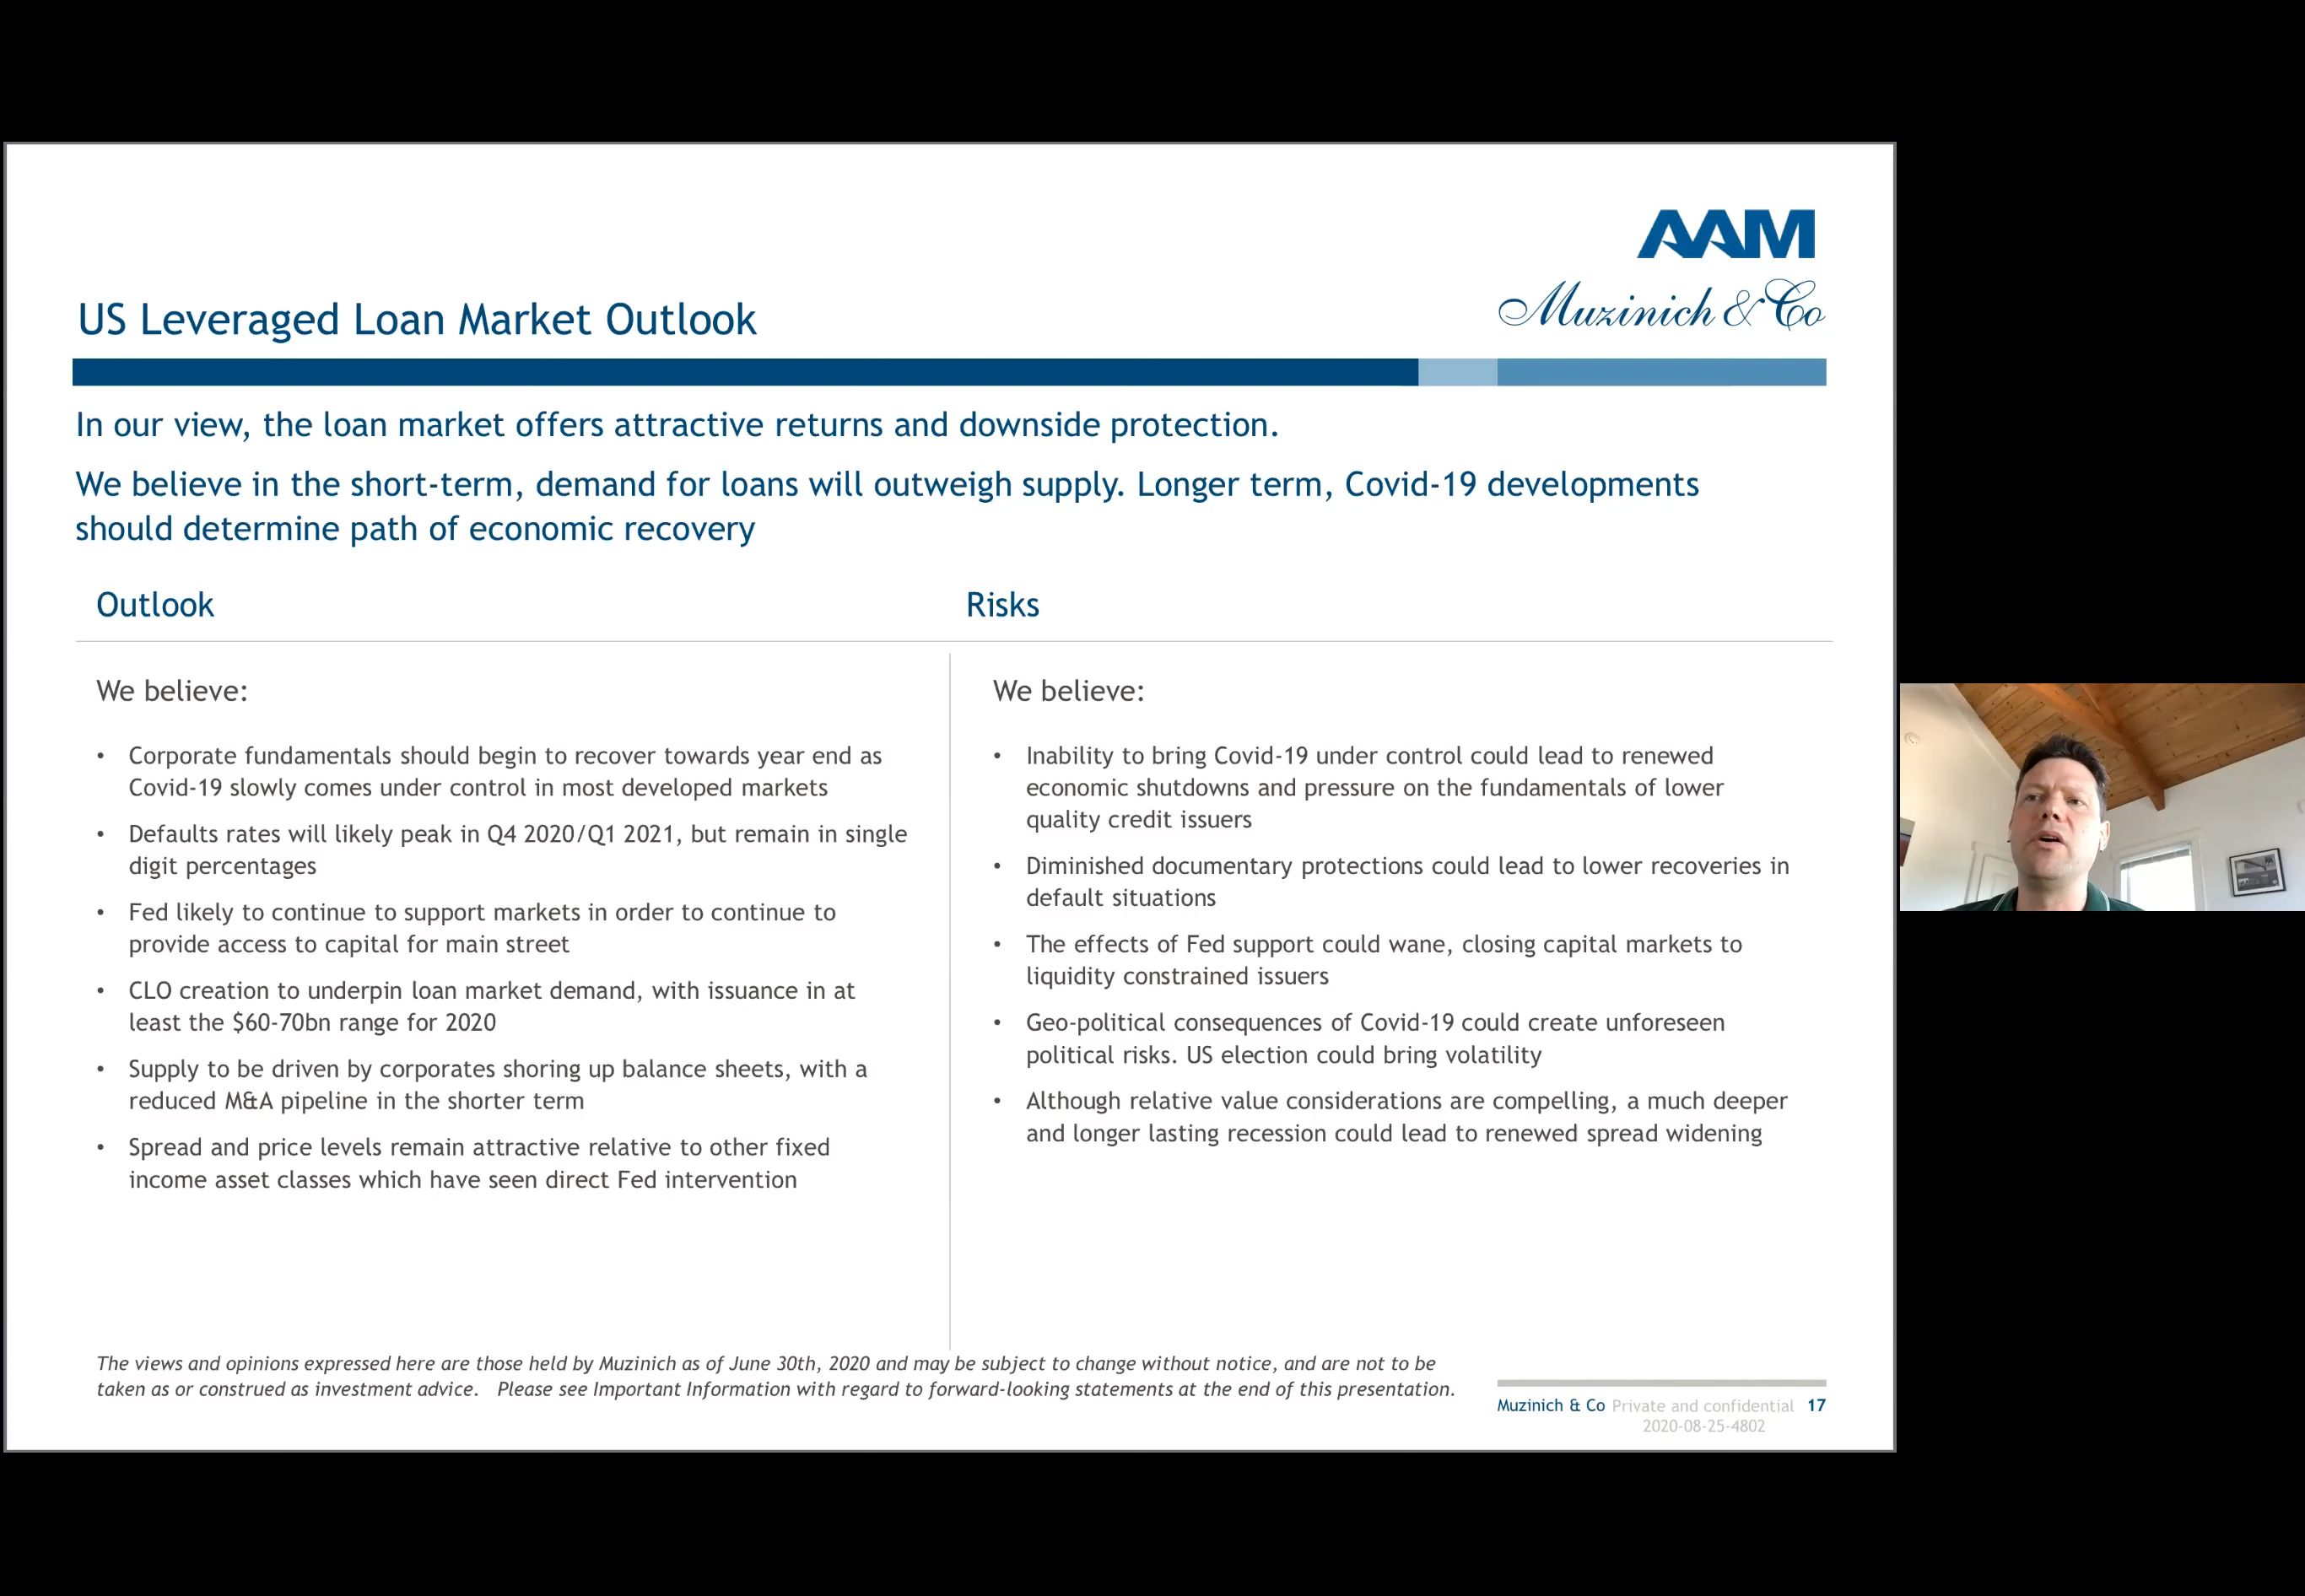 AAM
Muzinich & Co
US Leveraged Loan Market Outlook
In our view, the loan market offers attractive returns and downside protection.
We believe in the short-term, demand for loans will outweigh supply. Longer term, Covid-19 developments
should determine path of economic recovery
Outlook
We believe:
• Corporate fundamentals should begin to recover towards year end as
Covid-19 slowly comes under control in most developed markets
• Defaults rates will likely peak in Q4 2020/Q1 2021, but remain in single
digit percentages
• Fed likely to continue to support markets in order to continue to
provide access to capital for main street
• CLO creation to underpin loan market demand, with issuance in at
least the $60-70bn range for 2020
• Supply to be driven by corporates shoring up balance sheets, with a
reduced M&A pipeline in the shorter term
• Spread and price levels remain attractive relative to other fixed
income asset classes which have seen direct Fed intervention
Risks
We believe:
• Inability to bring Covid-19 under control could lead to renewed
economic shutdowns and pressure on the fundamentals of lower
quality credit issuers
• Diminished documentary protections could lead to lower recoveries in
default situations
• The effects of Fed support could wane, closing capital markets to
liquidity constrained issuers
• Geo-political consequences of Covid-19 could create unforeseen
political risks. US election could bring volatility
• Although relative value considerations are compelling, a much deeper
and longer lasting recession could lead to renewed spread widening
The views and opinions expressed here are those held by Muzinich as of June 30th, 2020 and may be subject to change without notice, and are not to be
taken as or construed as investment advice. Please see Important Information with regard to forward-looking statements at the end of this presentation.
Muzinich & Co Private and confidential 17
2020-08-25-4802